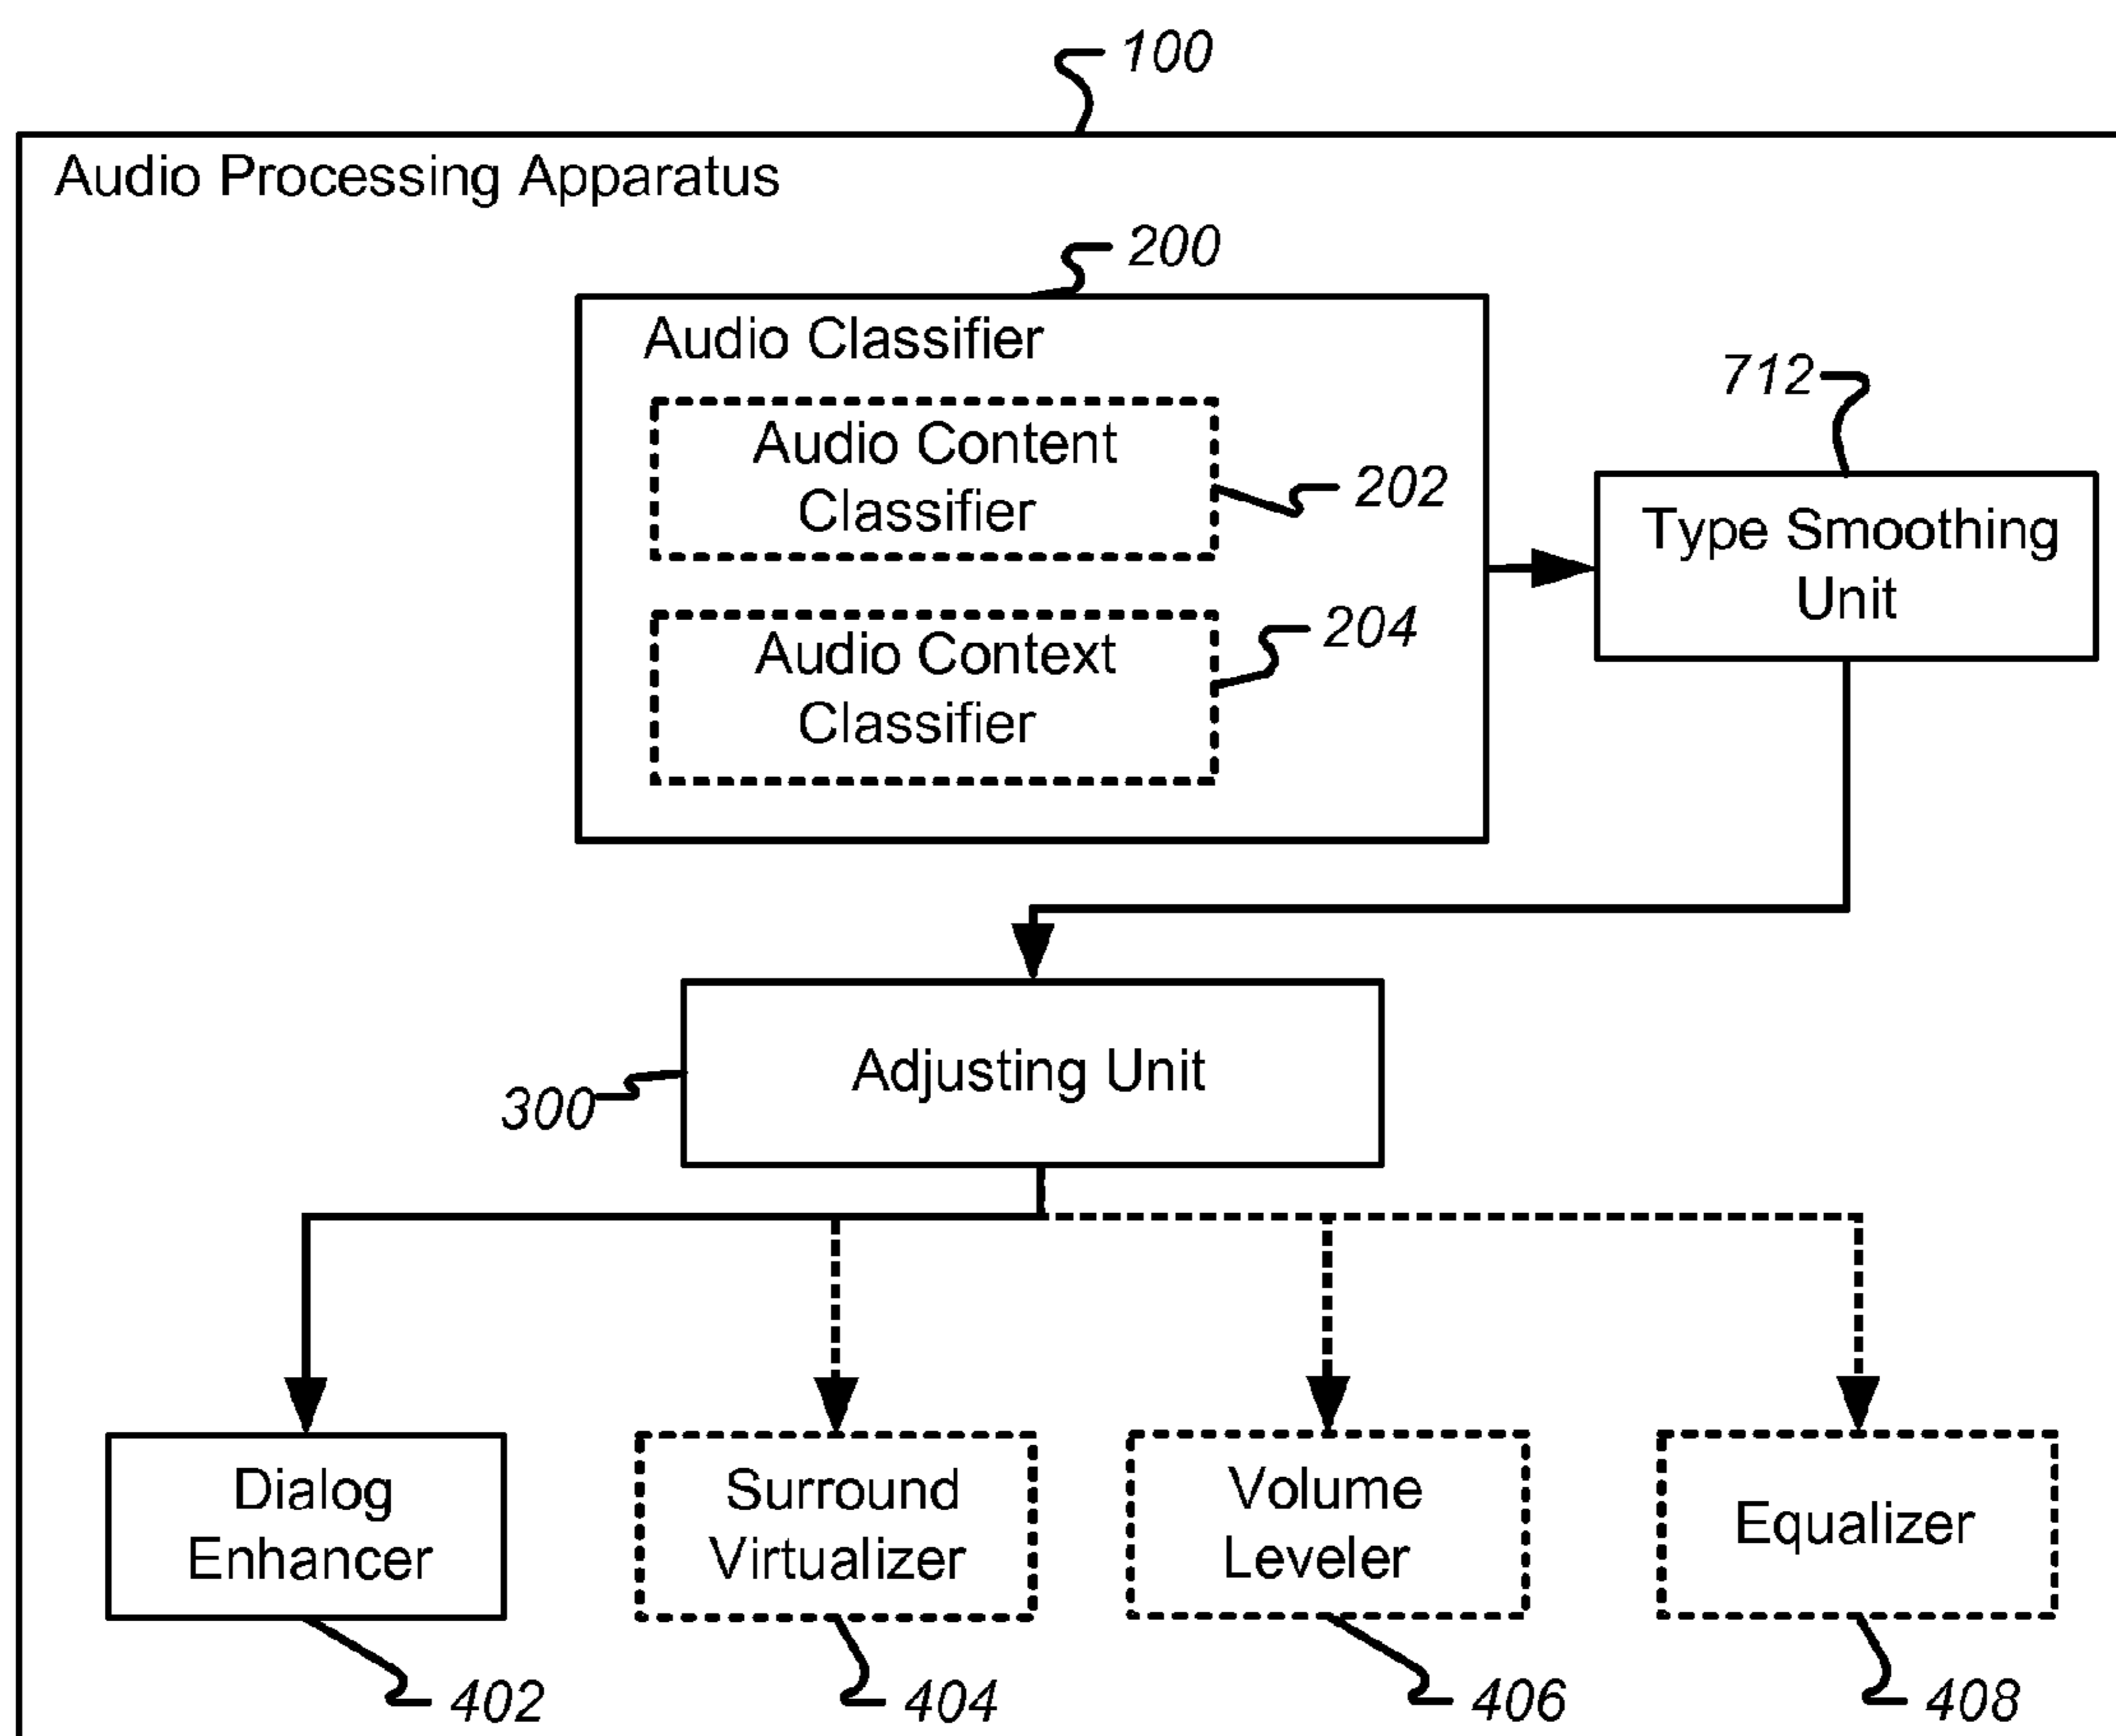 100
Audio Processing Apparatus
200
Audio Classifier
712
Audio Content
Classifier
202
Type Smoothing
Unit
Audio Context
Classifier
204
Adjusting Unit
300
Dialog
Enhancer
Surround
Virtualizer
Volume
Leveler
Equalizer
402
404
406
408